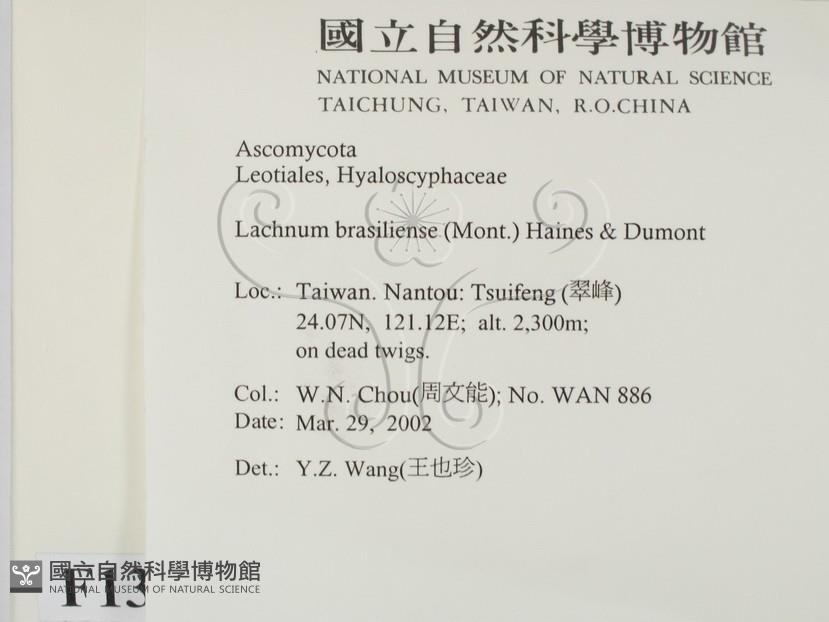 國立自然科學博物館
NATIONAL MUSEUM OF NATURAL SCIENCE
TAICHUNG, TAIWAN, R.O.CHINA
Ascomycota
Leotiales, Hyaloscyphaceae
Lachnum brasiliense (Mont.) Haines & Dumont
Loc.: Taiwan. Nantou: Tsuifeng (翠峰)
24.07N, 121.12E; alt. 2,300m;
on dead twigs.
Col.: W.N. Chou(周文能); No. WAN 886
Date: Mar. 29, 2002
Det.: Y.Z. Wang(王也珍)
國立自然科學博物館
NATIONAL MUSEUM OF NATURAL SCIENCE